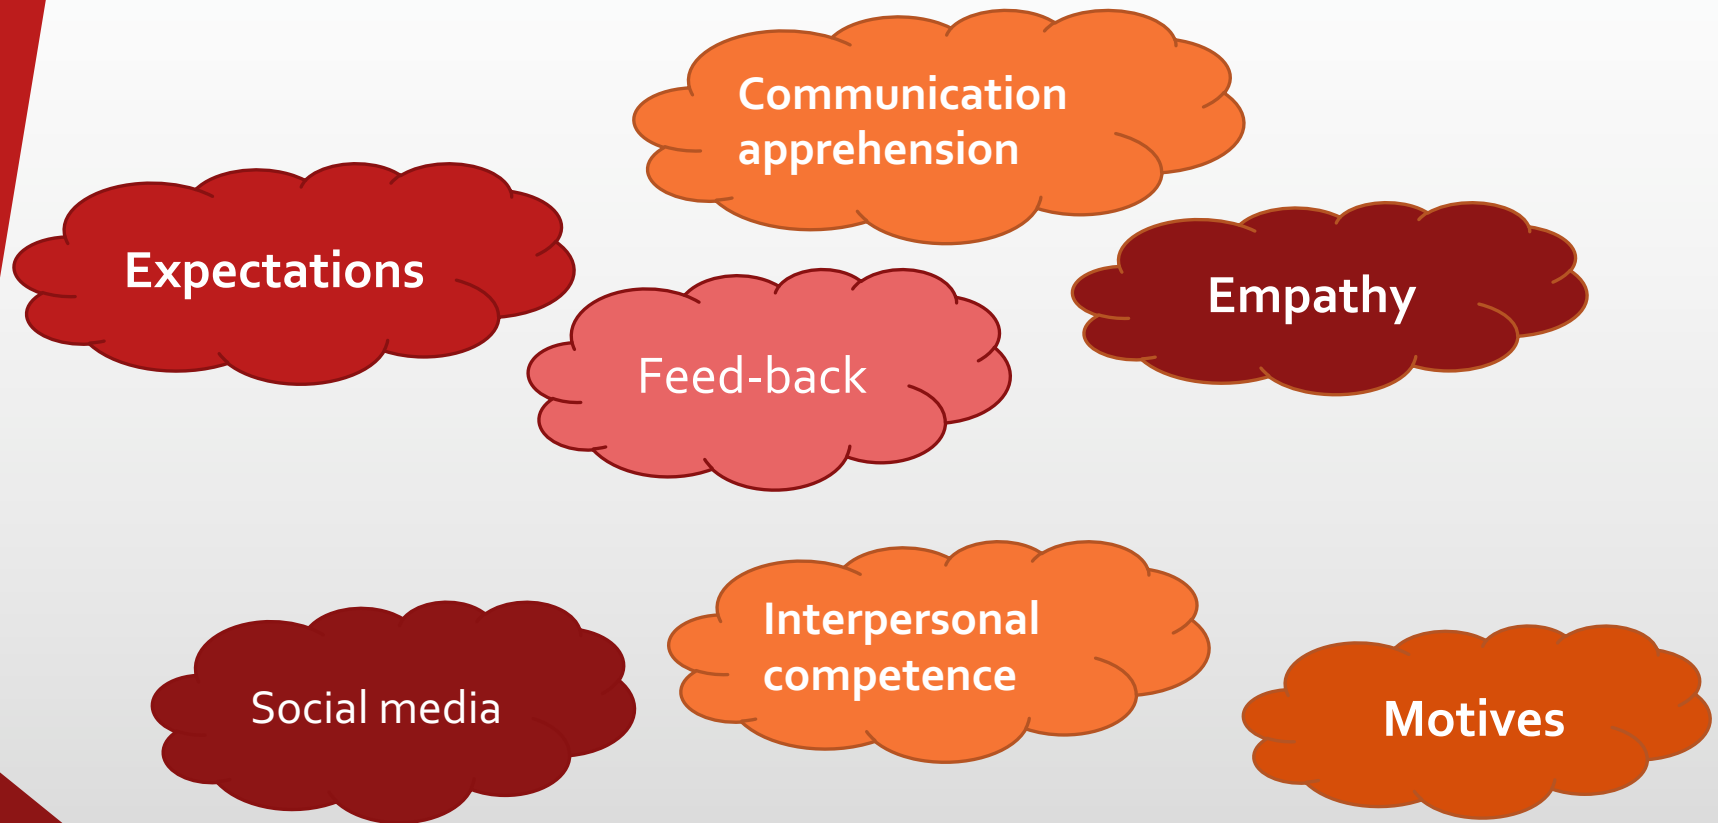 Communication
apprehension
Expectations
Empathy
Feed-back
Interpersonal
competence
Social media
Motives